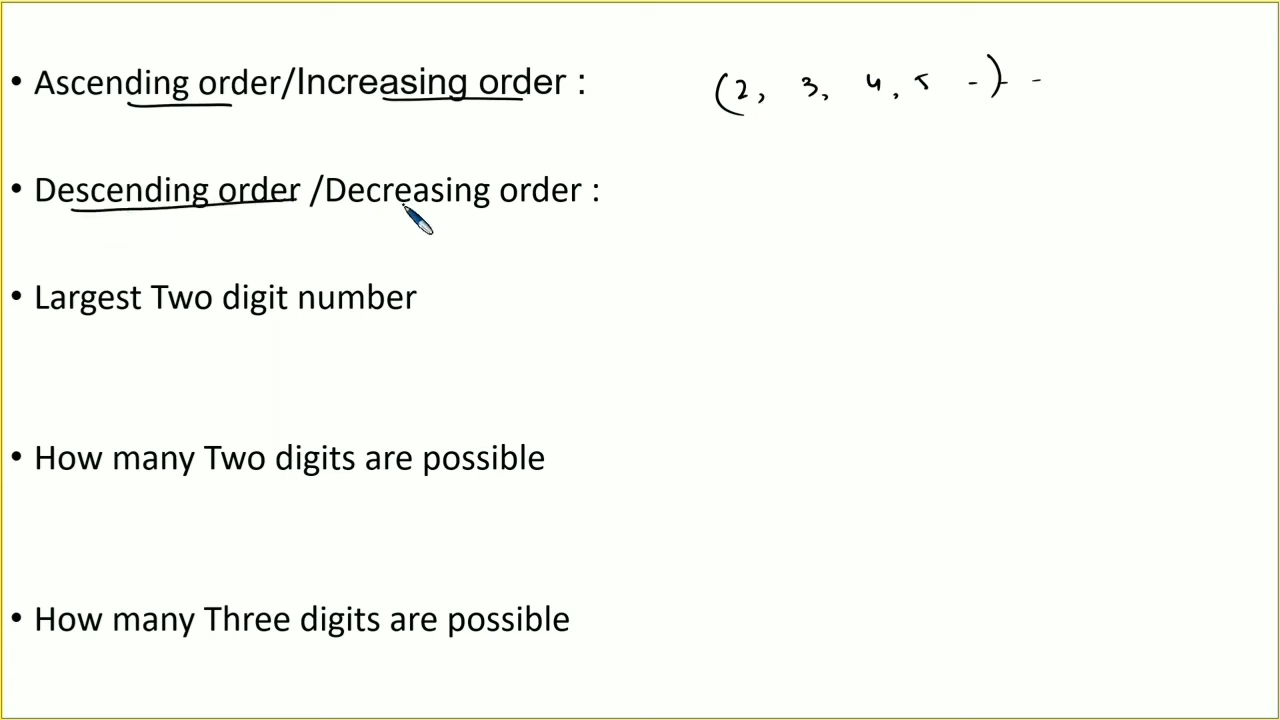 • Ascending order/Increasing order : (2, 3, 4, 5 - ) -
• Descending order /Decreasing order :
• Largest Two digit number
• How many Two digits are possible
• How many Three digits are possible